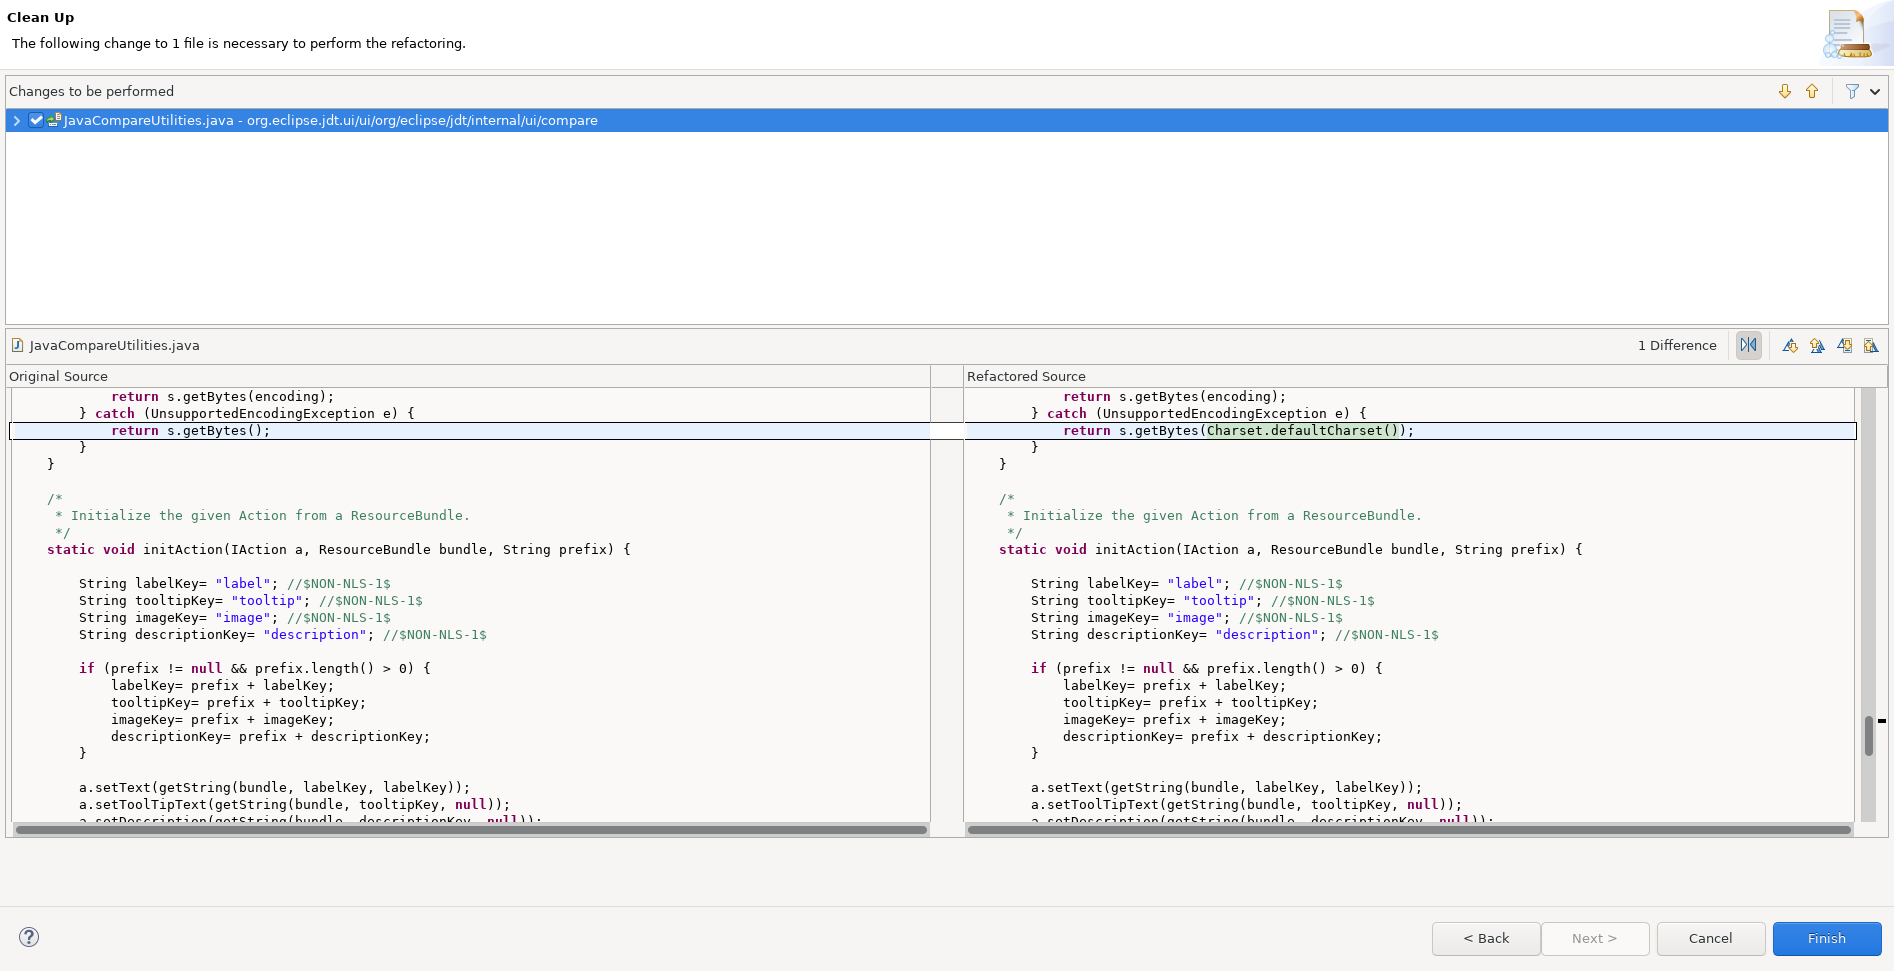 Clean Up
The following change to 1 file is necessary to perform the refactoring.
Changes to be performed
JavaCompareUtilities.java - org.eclipse.jdt.ui/ui/org/eclipse/jdt/internal/ui/compare
JavaCompareUtilities.java
1 Difference
Original Source
return s.getBytes(encoding);
} catch (UnsupportedEncodingException e) {
return s.getBytes();
}
}
/*
* Initialize the given Action from a ResourceBundle.
*/
static void initAction(IAction a, ResourceBundle bundle, String prefix) {
String labelKey= "label"; //$NON-NLS-1$
String tooltipKey= "tooltip"; //$NON-NLS-1$
String imageKey= "image"; //$NON-NLS-1$
String descriptionKey= "description"; //$NON-NLS-1$
if (prefix != null && prefix.length() > 0) {
labelKey= prefix + labelKey;
tooltipKey= prefix + tooltipKey;
imageKey= prefix + imageKey;
descriptionKey= prefix + descriptionKey;
}
a.setText(getString(bundle, labelKey, labelKey));
a.setToolTipText(getString(bundle, tooltipKey, null));
a.setDescription(getString(bundle, descriptionKey, null));
Refactored Source
return s.getBytes(encoding);
} catch (UnsupportedEncodingException e) {
return s.getBytes(Charset.defaultCharset());
}
}
/*
* Initialize the given Action from a ResourceBundle.
*/
static void initAction(IAction a, ResourceBundle bundle, String prefix) {
String labelKey= "label"; //$NON-NLS-1$
String tooltipKey= "tooltip"; //$NON-NLS-1$
String imageKey= "image"; //$NON-NLS-1$
String descriptionKey= "description"; //$NON-NLS-1$
if (prefix != null && prefix.length() > 0) {
labelKey= prefix + labelKey;
tooltipKey= prefix + tooltipKey;
imageKey= prefix + imageKey;
descriptionKey= prefix + descriptionKey;
}
a.setText(getString(bundle, labelKey, labelKey));
a.setToolTipText(getString(bundle, tooltipKey, null));
a.setDescription(getString(bundle, descriptionKey, null));
?
< Back
Next >
Cancel
Finish